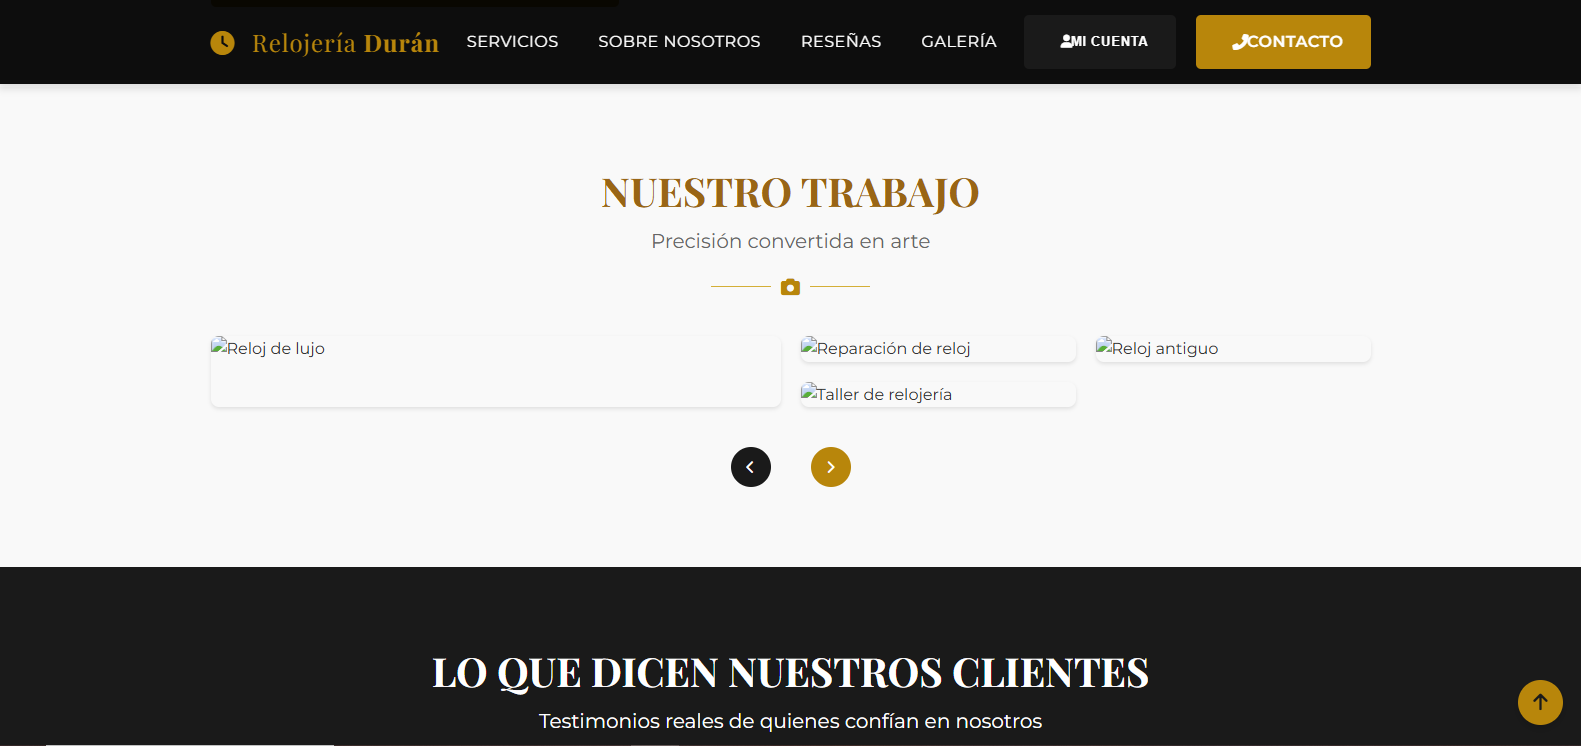 Relojería Durán
SERVICIOS
SOBRE NOSOTROS
RESEÑAS
GALERÍA
MI CUENTA
CONTACTO
NUESTRO TRABAJO
Precisión convertida en arte
Reloj de lujo
Reparación de reloj
Reloj antiguo
Taller de relojería
LO QUE DICEN NUESTROS CLIENTES
Testimonios reales de quienes confían en nosotros